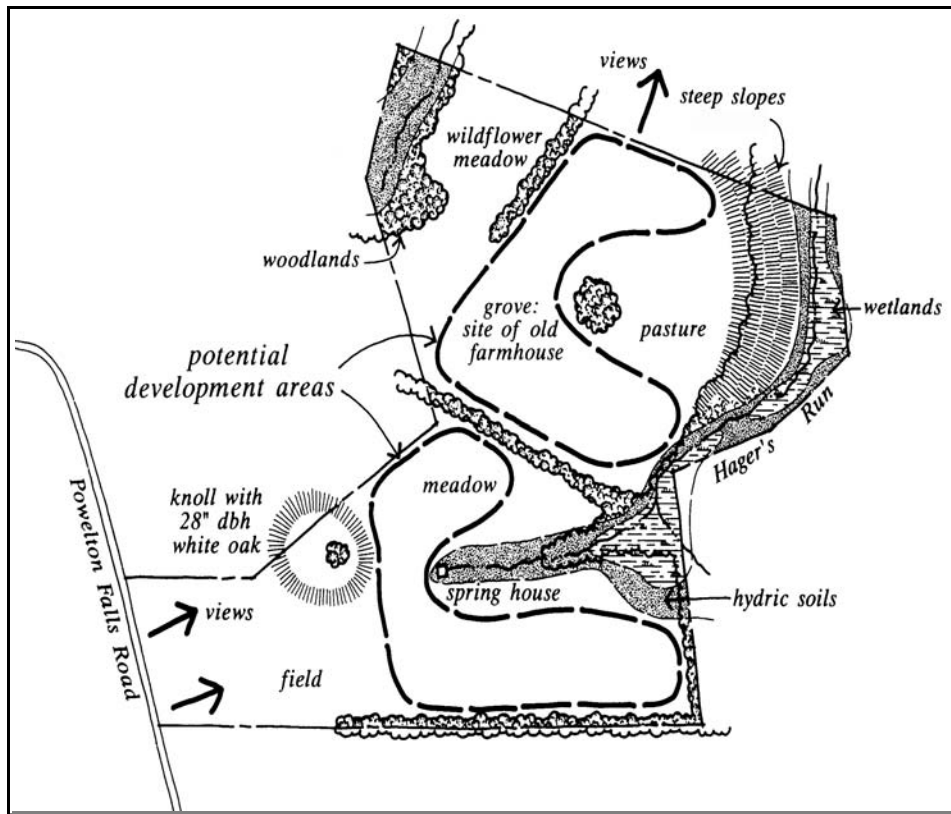 views
steep slopes
wildflower
meadow
woodlands
grove:
site of old
farmhouse
pasture
wetlands
potential
development areas
Hager's Run
meadow
knoll with
28" dbh
white oak
Powelton Falls Road
spring house
hydric soils
views
field